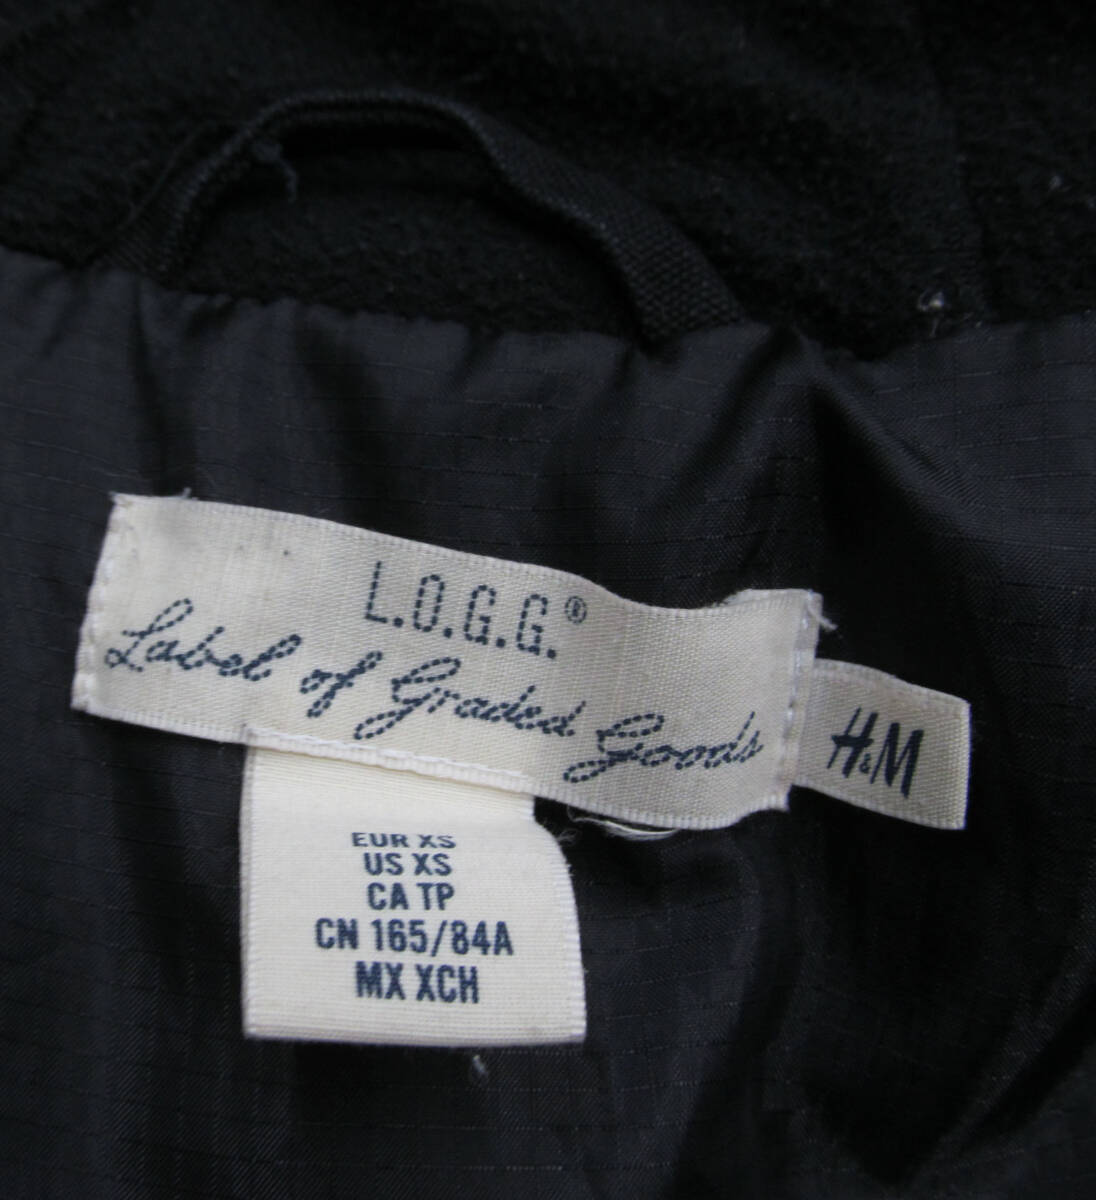 L.O.G.G.®
Label of Graded Goods
H&M
EUR XS
US XS
CA TP
CN 165/84A
MX XCH